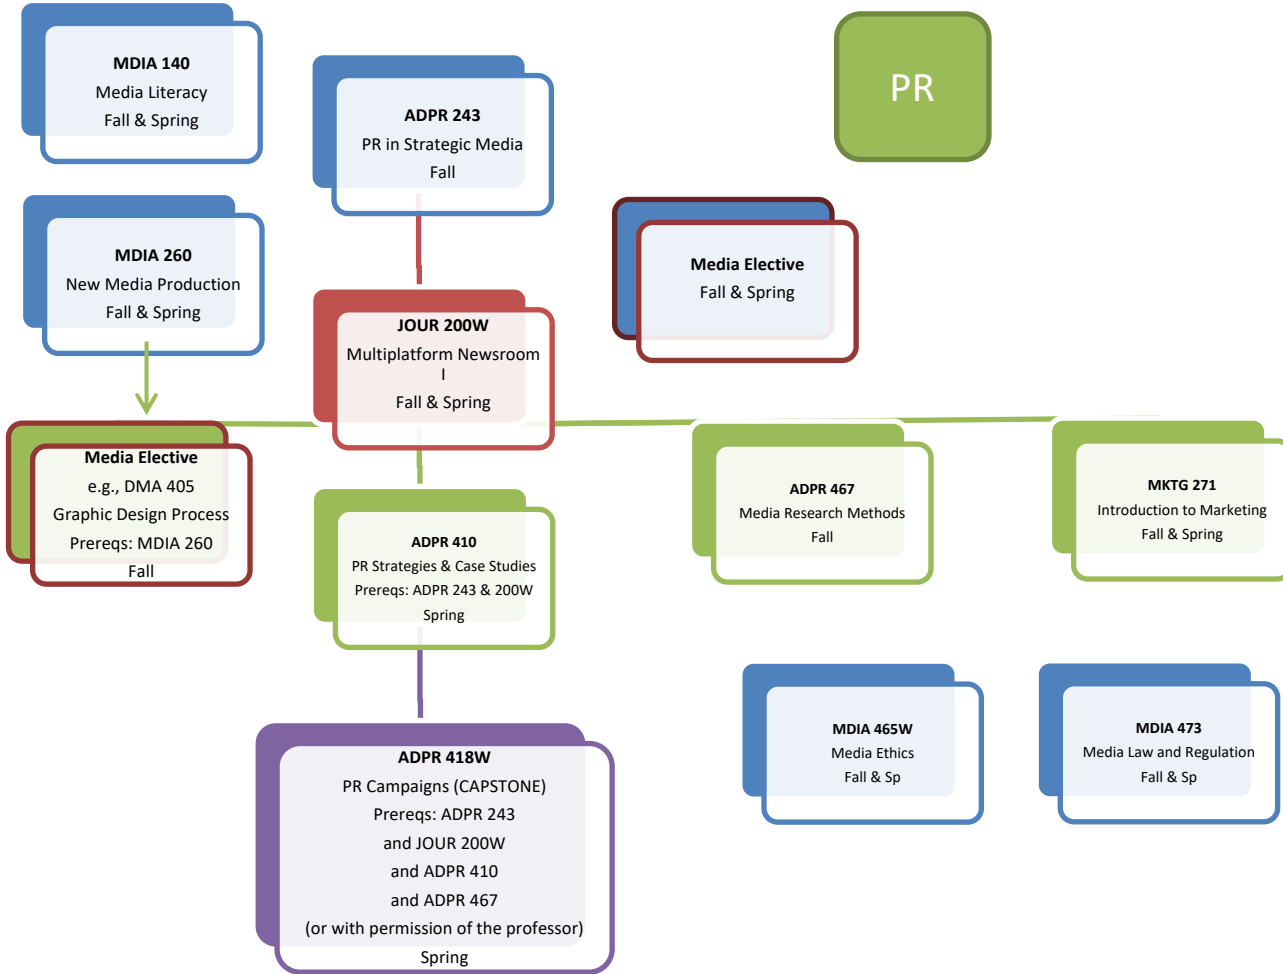 MDIA 140
Media Literacy
Fall & Spring
ADPR 243
PR in Strategic Media
Fall
PR
MDIA 260
New Media Production
Fall & Spring
Media Elective
Fall & Spring
JOUR 200W
Multiplatform Newsroom
I
Fall & Spring
Media Elective
e.g., DMA 405
Graphic Design Process
Prereqs: MDIA 260
Fall
ADPR 410
PR Strategies & Case Studies
Prereqs: ADPR 243 & 200W
Spring
ADPR 467
Media Research Methods
Fall
MKTG 271
Introduction to Marketing
Fall & Spring
ADPR 418W
PR Campaigns (CAPSTONE)
Prereqs: ADPR 243
and JOUR 200W
and ADPR 410
and ADPR 467
(or with permission of the professor)
Spring
MDIA 465W
Media Ethics
Fall & Sp
MDIA 473
Media Law and Regulation
Fall & Sp